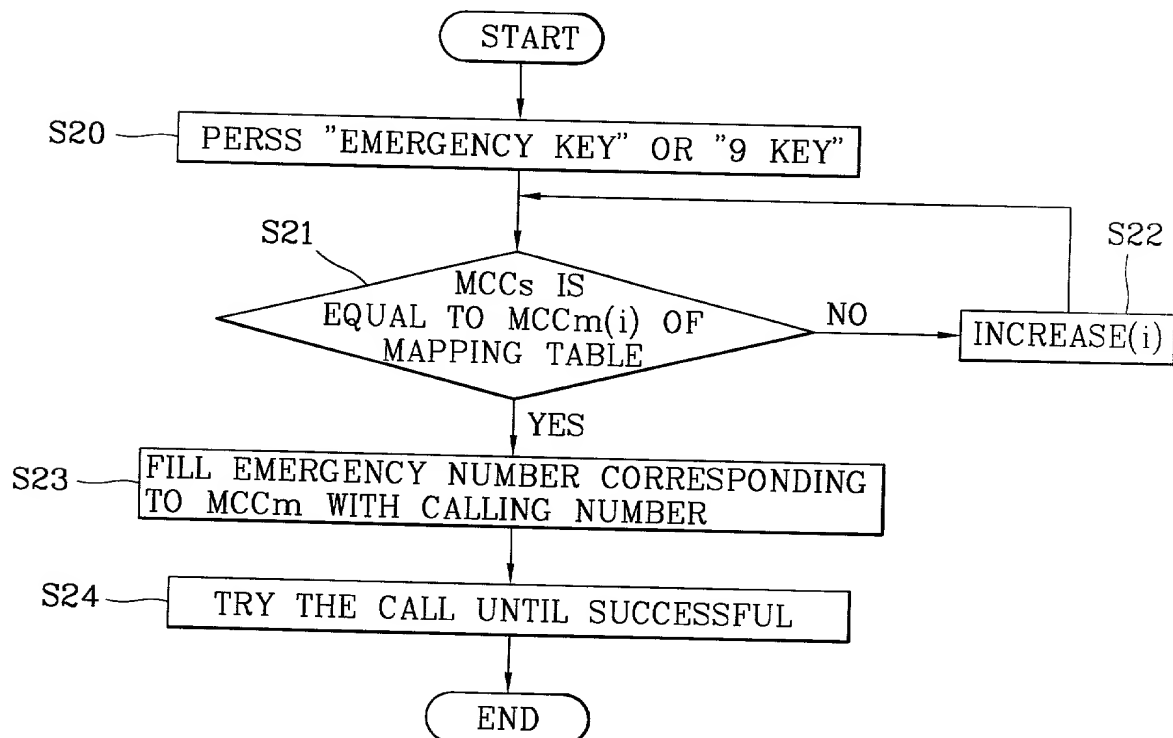 START
S20
PERSS "EMERGENCY KEY" OR "9 KEY"
S21
S22
MCCs IS
EQUAL TO MCCm(i) OF
MAPPING TABLE
NO
INCREASE(i)
YES
S23
FILL EMERGENCY NUMBER CORRESPONDING
TO MCCm WITH CALLING NUMBER
S24
TRY THE CALL UNTIL SUCCESSFUL
END